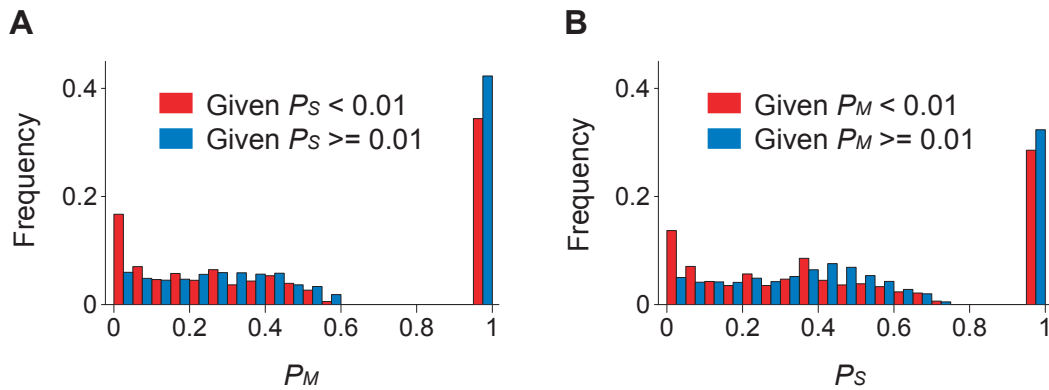 A
B
Frequency
0.4
0.2
0
Given PS < 0.01
Given PS >= 0.01
0 0.2 0.4 0.6 0.8 1
PM
Frequency
0.4
0.2
0
Given PM < 0.01
Given PM >= 0.01
0 0.2 0.4 0.6 0.8 1
PS